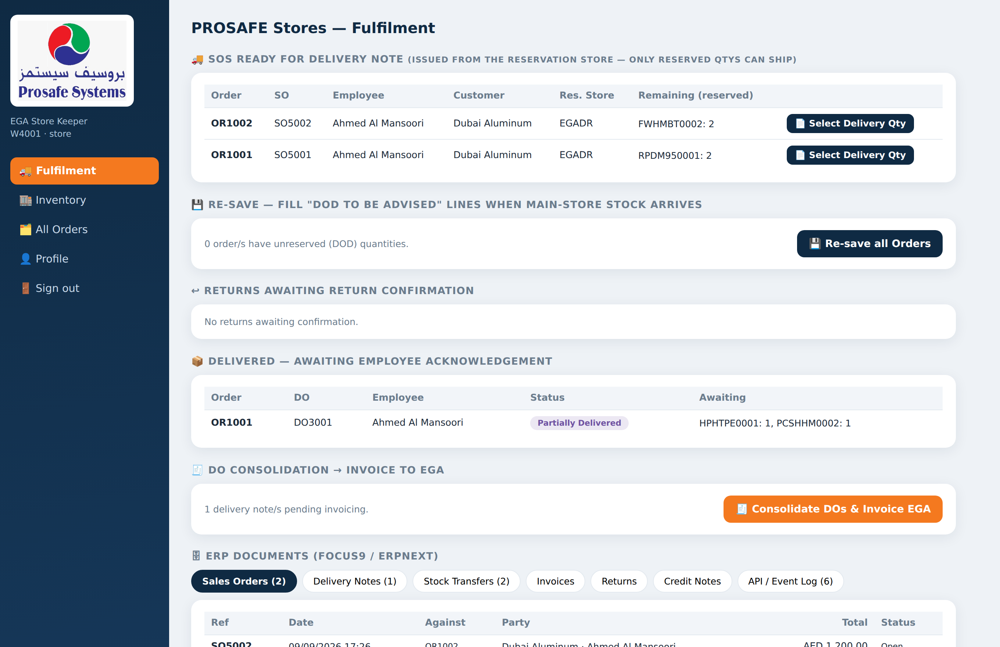 بروسيف سيستمز
Prosafe Systems
EGA Store Keeper
W4001 · store
Fulfilment
Inventory
All Orders
Profile
Sign out
PROSAFE Stores — Fulfilment
SOS READY FOR DELIVERY NOTE (ISSUED FROM THE RESERVATION STORE — ONLY RESERVED QTYS CAN SHIP)
Order SO Employee Customer Res. Store Remaining (reserved)
OR1002 SO5002 Ahmed Al Mansoori Dubai Aluminum EGADR FWHMBT0002: 2 Select Delivery Qty
OR1001 SO5001 Ahmed Al Mansoori Dubai Aluminum EGADR RPDM950001: 2 Select Delivery Qty
RE-SAVE — FILL "DOD TO BE ADVISED" LINES WHEN MAIN-STORE STOCK ARRIVES
0 order/s have unreserved (DOD) quantities. Re-save all Orders
RETURNS AWAITING RETURN CONFIRMATION
No returns awaiting confirmation.
DELIVERED — AWAITING EMPLOYEE ACKNOWLEDGEMENT
Order DO Employee Status Awaiting
OR1001 DO3001 Ahmed Al Mansoori Partially Delivered HPHTPE0001: 1, PCSHHM0002: 1
DO CONSOLIDATION → INVOICE TO EGA
1 delivery note/s pending invoicing. Consolidate DOs & Invoice EGA
ERP DOCUMENTS (FOCUS9 / ERPNEXT)
Sales Orders (2) Delivery Notes (1) Stock Transfers (2) Invoices Returns Credit Notes API / Event Log (6)
Ref Date Against Party Total Status
SO5002 09/09/2026 17:26 OR1002 Dubai Aluminum · Ahmed Al Mansoori AED 1,200.00 Open